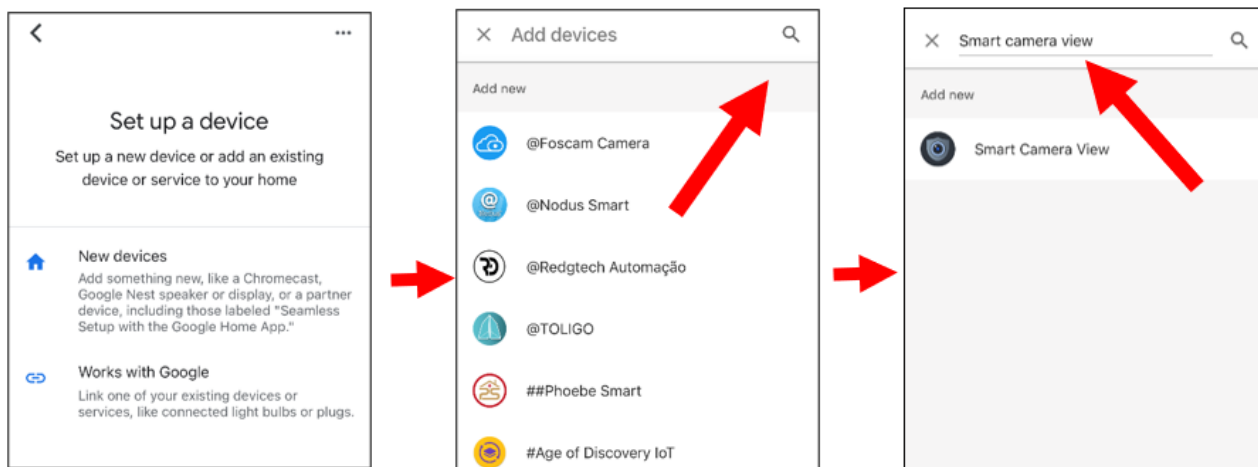 Set up a device
Set up a new device or add an existing
device or service to your home
New devices
Add something new, like a Chromecast,
Google Nest speaker or display, or a partner
device, including those labeled "Seamless
Setup with the Google Home App."
Works with Google
Link one of your existing devices or
services, like connected light bulbs or plugs.
Add devices
Add new
@Foscam Camera
@Nodus Smart
@Redgtech Automação
@TOLIGO
##Phoebe Smart
#Age of Discovery IoT
Smart camera view
Add new
Smart Camera View